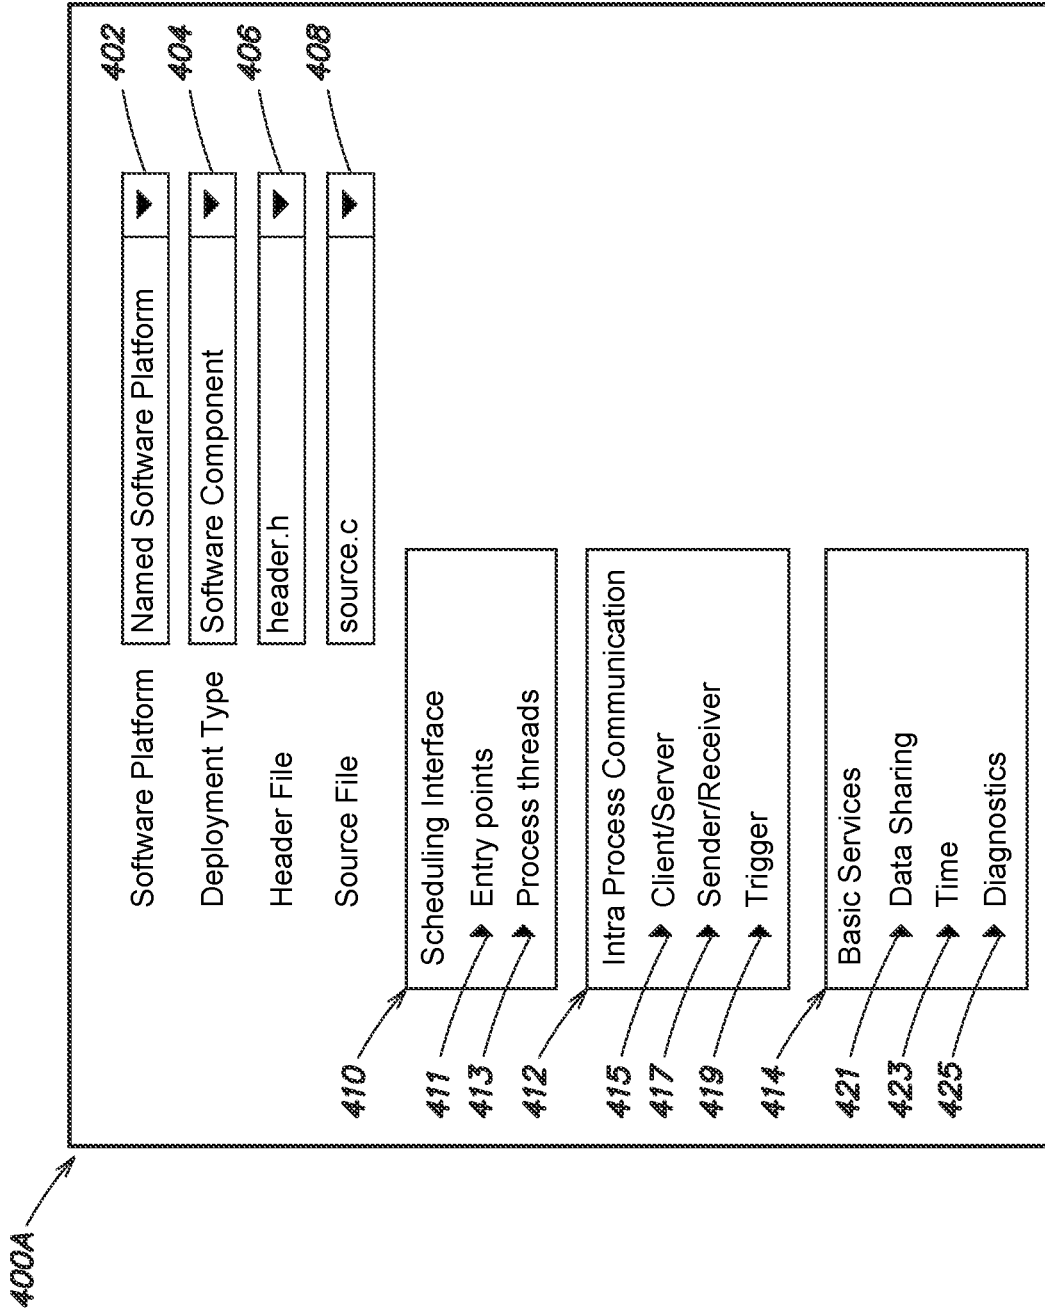 400A
Software Platform Named Software Platform 402
Deployment Type Software Component 404
Header File header.h 406
Source File source.c 408
410 Scheduling Interface
411 Entry points
413 Process threads
412 Intra Process Communication
415 Client/Server
417 Sender/Receiver
419 Trigger
414 Basic Services
421 Data Sharing
423 Time
425 Diagnostics